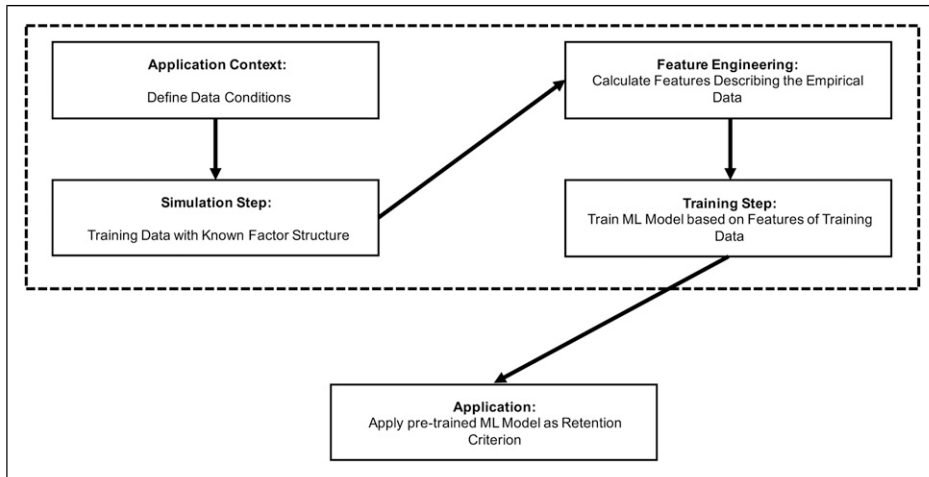 Application Context:
Define Data Conditions
Simulation Step:
Training Data with Known Factor Structure
Feature Engineering:
Calculate Features Describing the Empirical
Data
Training Step:
Train ML Model based on Features of Training
Data
Application:
Apply pre-trained ML Model as Retention
Criterion